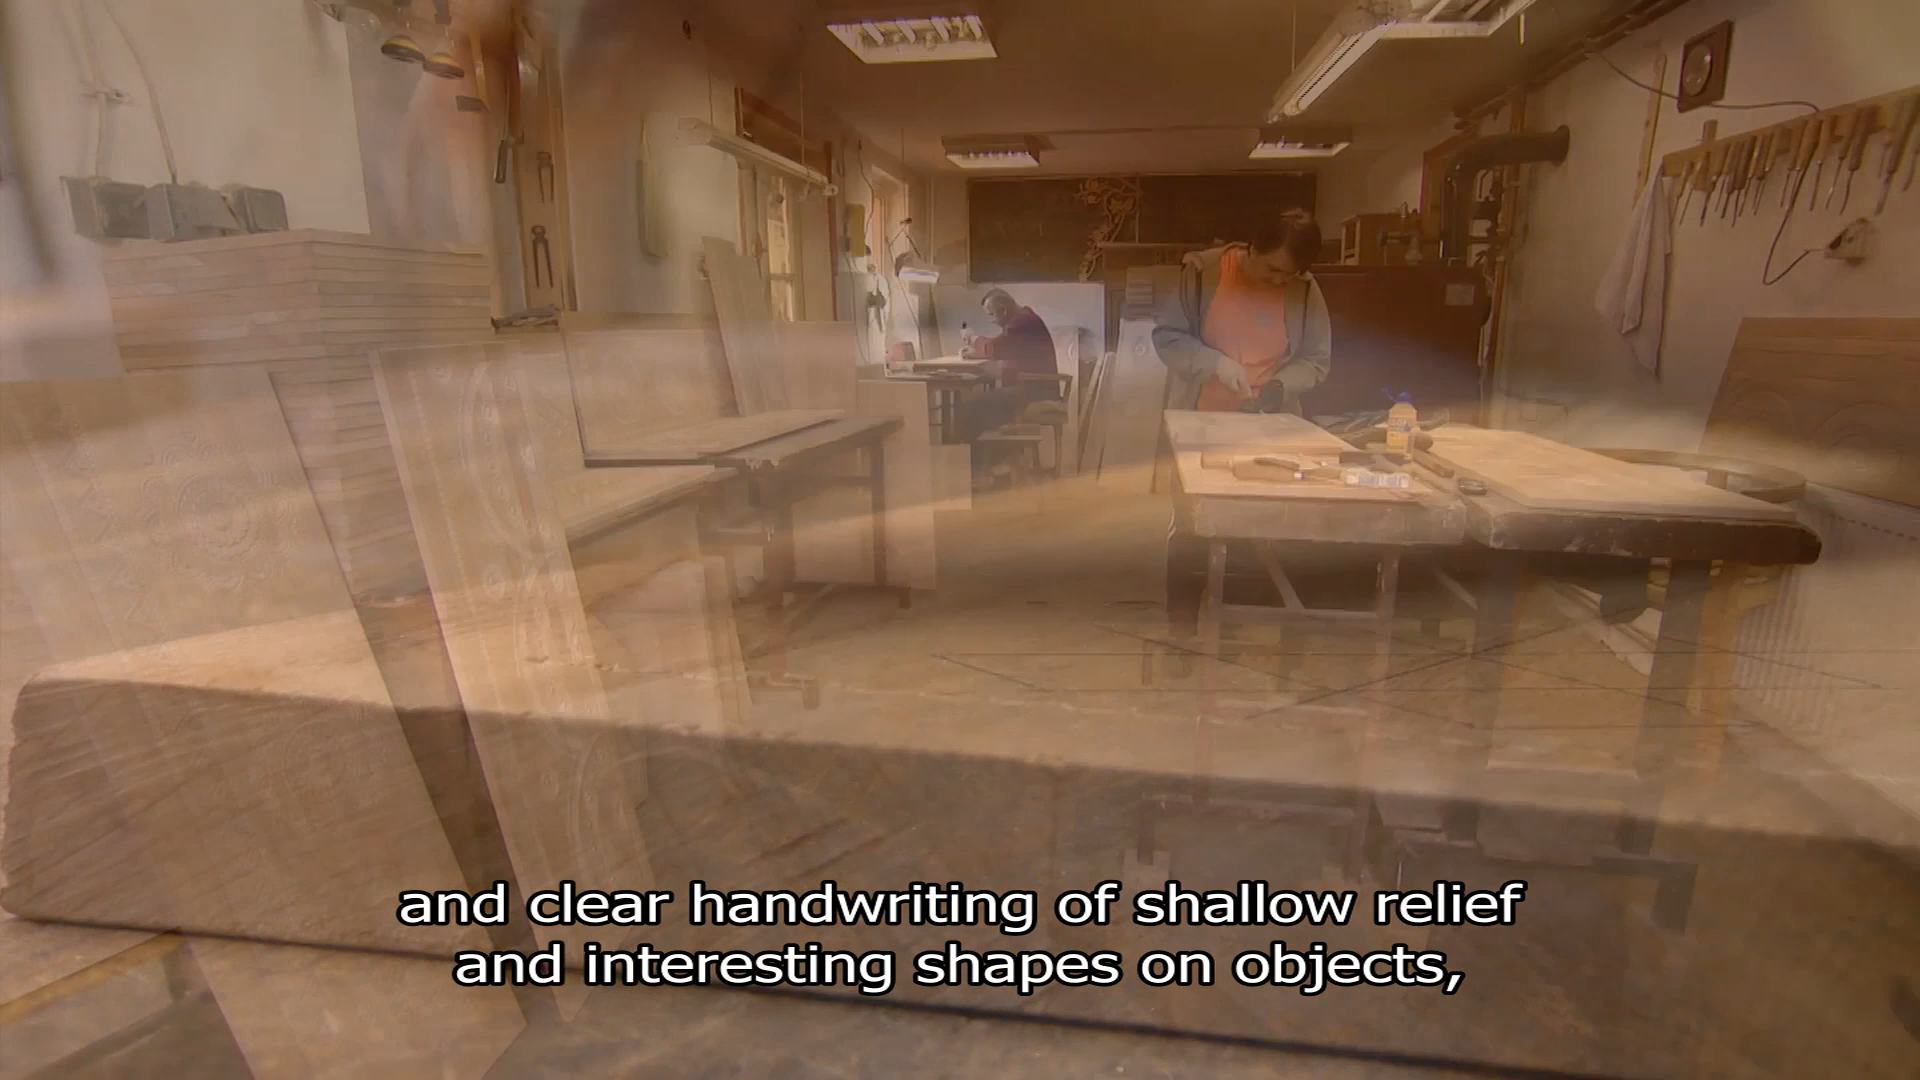 and clear handwriting of shallow relief
and interesting shapes on objects,